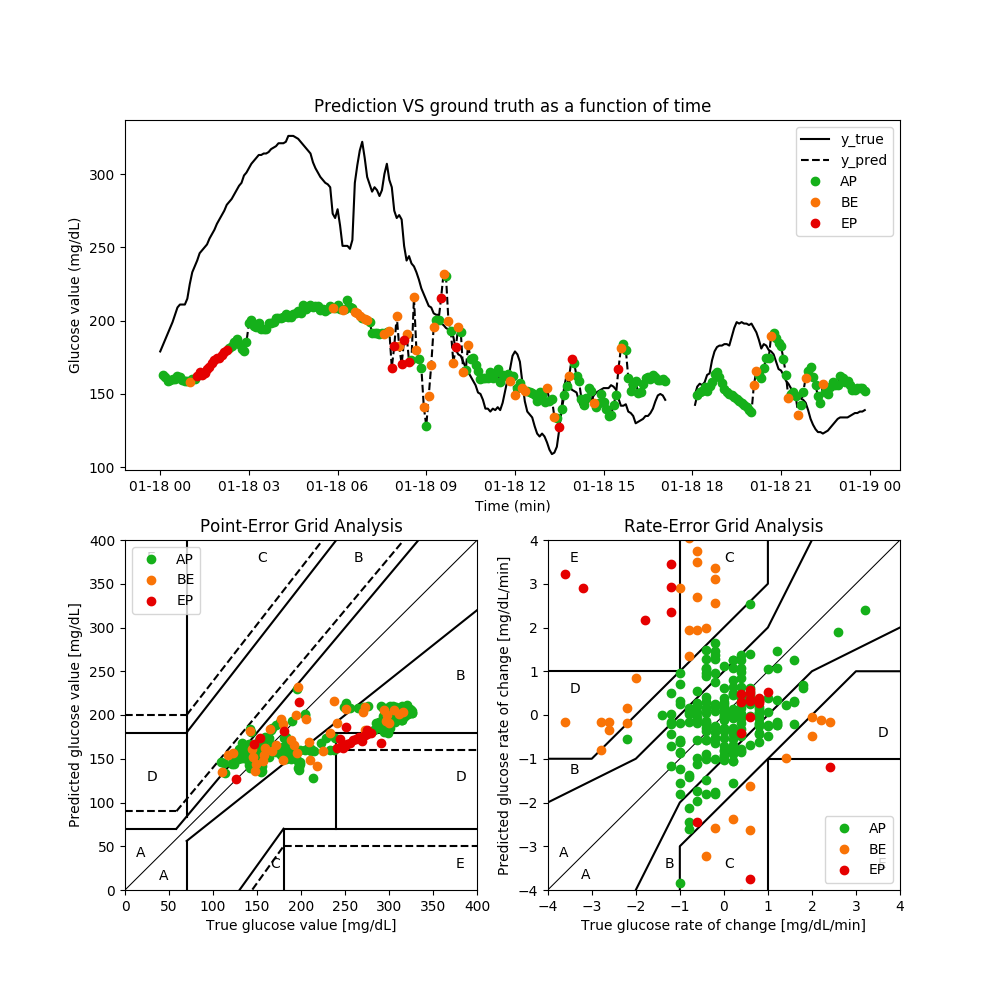 Prediction VS ground truth as a function of time
Glucose value (mg/dL)
300
250
200
150
100
y_true
y_pred
AP
BE
EP
01-18 00 01-18 03 01-18 06 01-18 09 01-18 12 01-18 15 01-18 18 01-18 21 01-19 00
Time (min)
Point-Error Grid Analysis
Predicted glucose value [mg/dL]
400
350
300
250
200
150
100
50
0
AP
BE
EP
E
C
B
B
D
D
A
A
C
E
0 50 100 150 200 250 300 350 400
True glucose value [mg/dL]
Rate-Error Grid Analysis
Predicted glucose rate of change [mg/dL/min]
4
3
2
1
0
−1
−2
−3
−4
E
C
D
D
B
A
A
B
C
E
AP
BE
EP
−4 −3 −2 −1 0 1 2 3 4
True glucose rate of change [mg/dL/min]